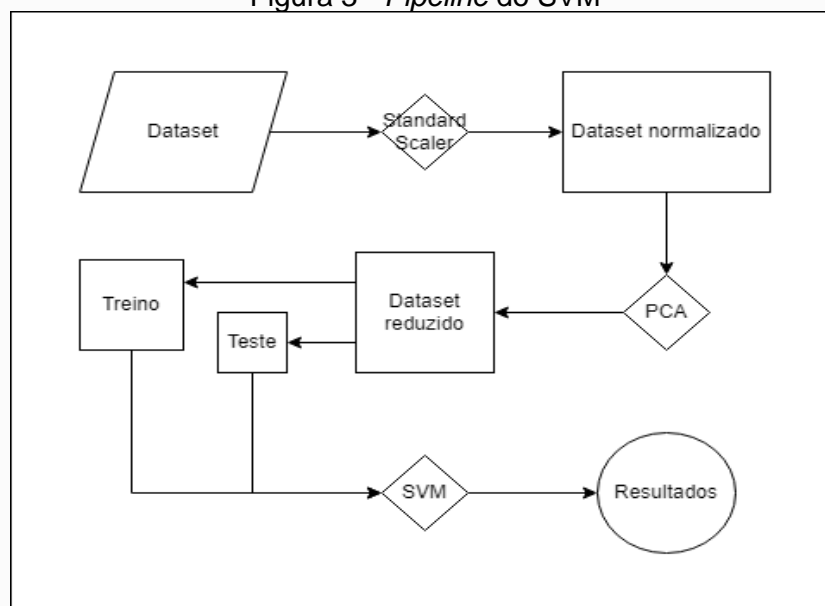 Figura 3 - Pipeline do SVM
Dataset
Standard
Scaler
Dataset normalizado
Treino
Teste
Dataset
reduzido
PCA
SVM
Resultados